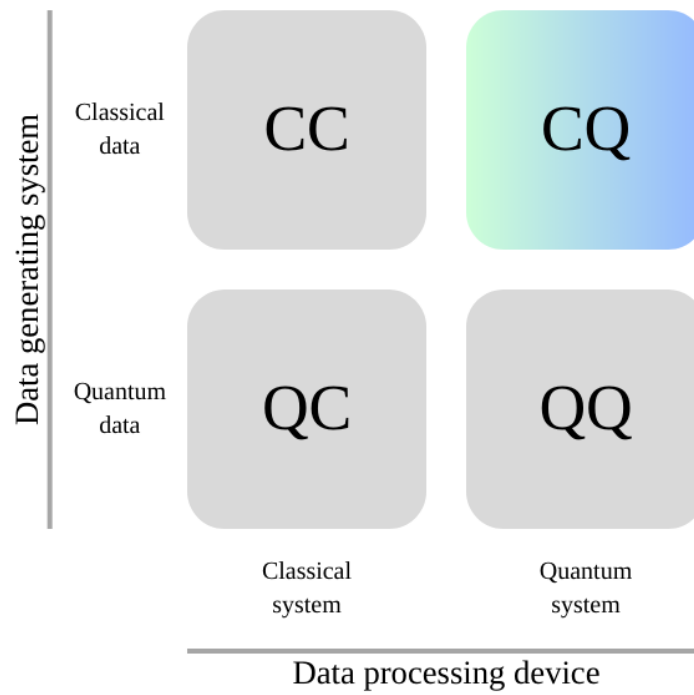 Data generating system
Classical
data
CC
CQ
Quantum
data
QC
QQ
Classical
system
Quantum
system
Data processing device